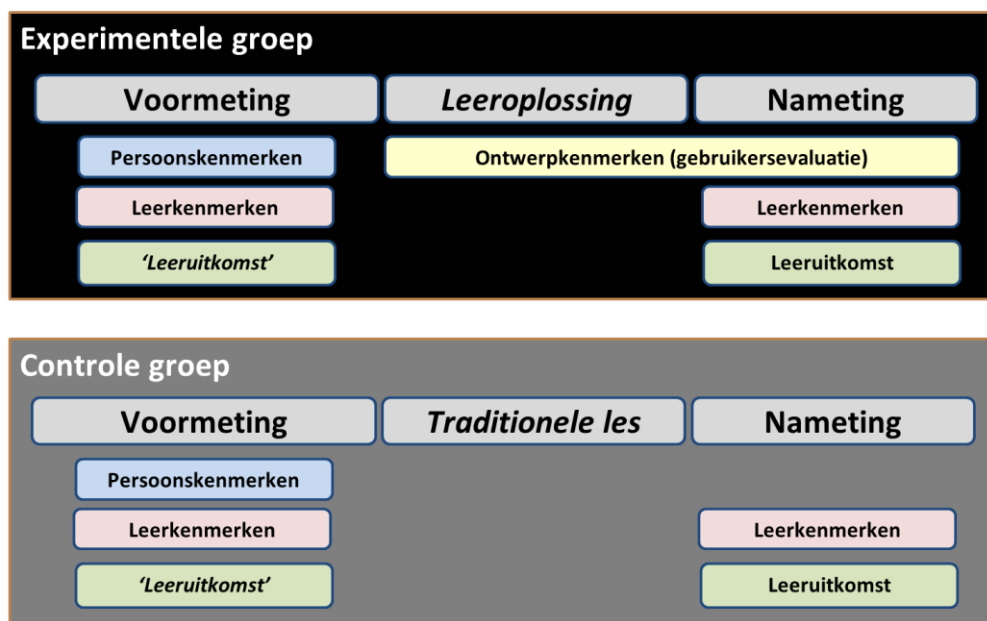 Experimentele groep
Voormeting
Leeroplossing
Nameting
Persoonskenmerken
Ontwerpkenmerken (gebruikersevaluatie)
Leerkenmerken
Leerkenmerken
‘Leeruitkomst’
Leeruitkomst
Controle groep
Voormeting
Traditionele les
Nameting
Persoonskenmerken
Leerkenmerken
Leerkenmerken
‘Leeruitkomst’
Leeruitkomst